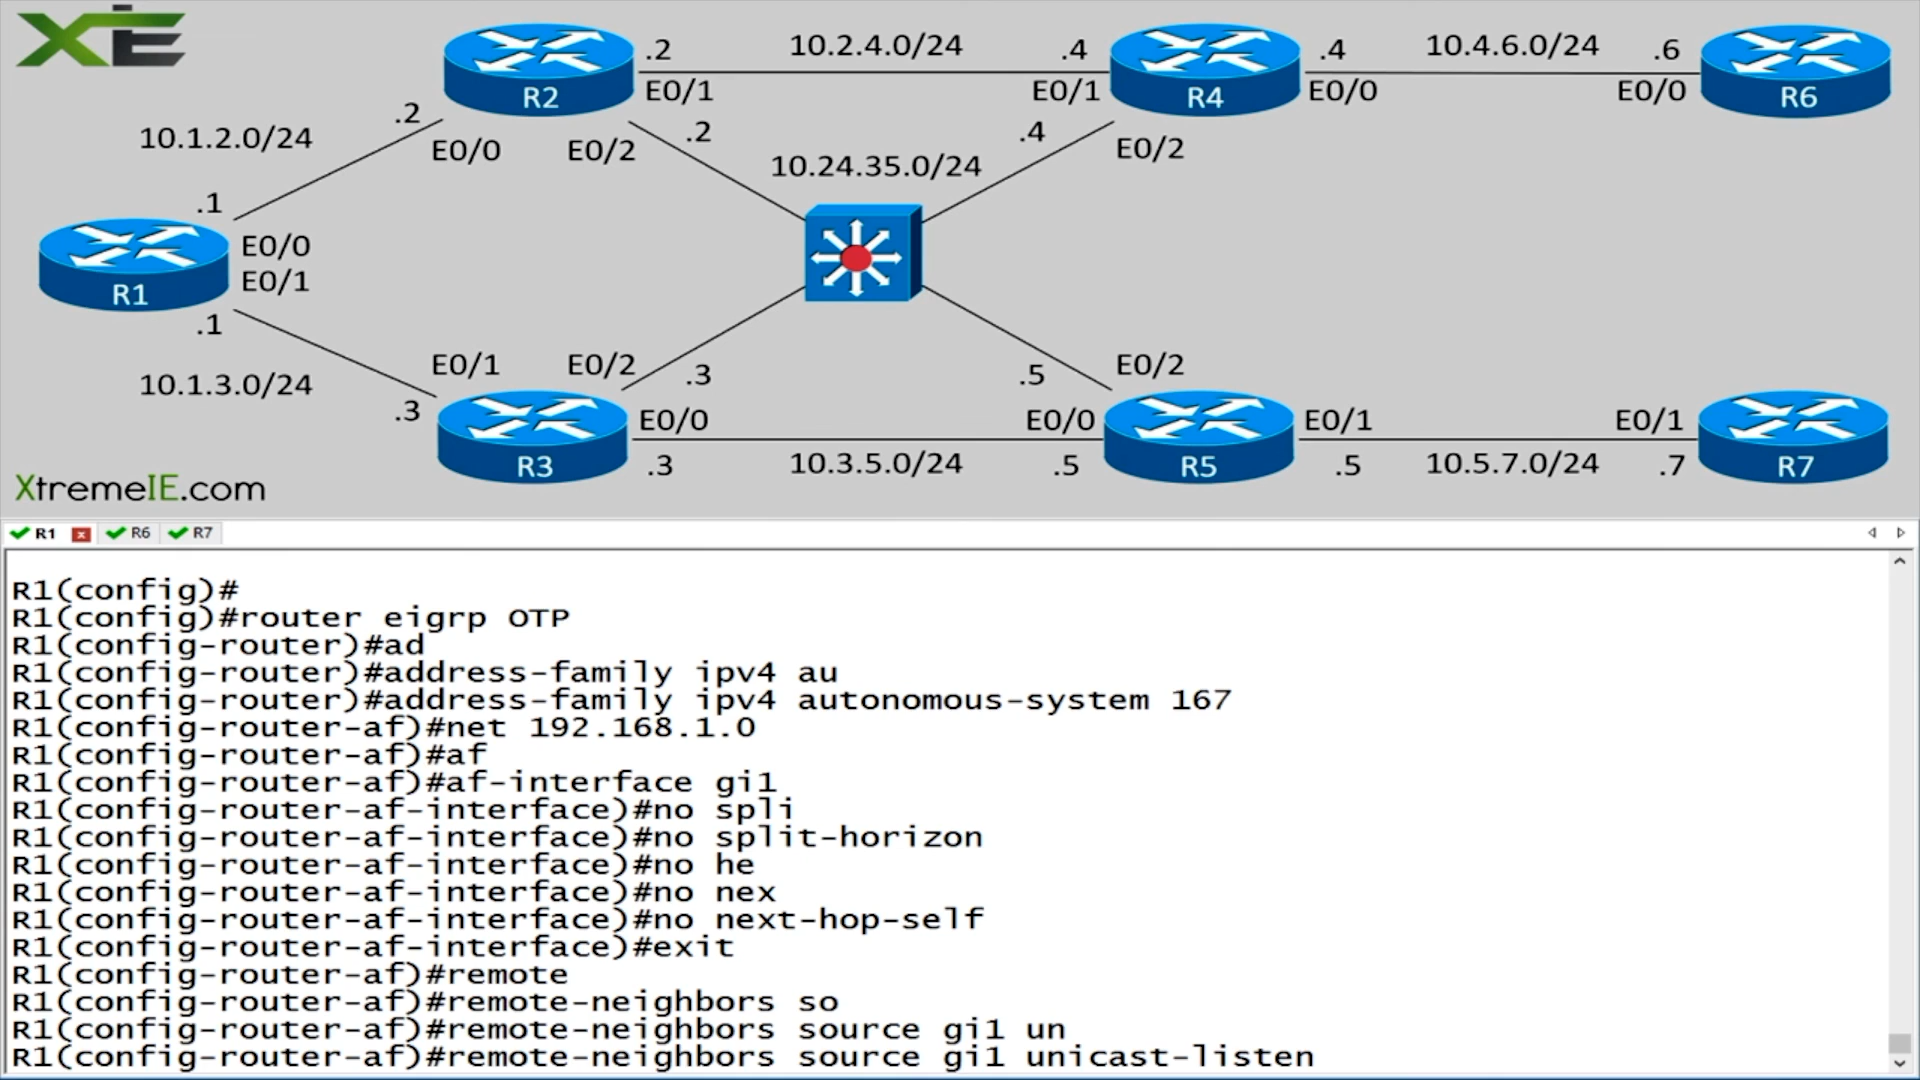 XIE
.2 10.2.4.0/24 .4 .4 10.4.6.0/24 .6
R2 E0/1 E0/1 R4 E0/0 E0/0 R6
10.1.2.0/24 .2 E0/0 E0/2 .2 .4 E0/2
10.24.35.0/24
.1
E0/0
E0/1
R1
.1
10.1.3.0/24 E0/1 E0/2 .3 .5 E0/2
.3 E0/0 E0/0 E0/1 E0/1
R3 .3 10.3.5.0/24 .5 R5 .5 10.5.7.0/24 .7 R7
XtremeIE.com
R1 x R6 R7
R1(config)#
R1(config)#router eigrp OTP
R1(config-router)#ad
R1(config-router)#address-family ipv4 au
R1(config-router)#address-family ipv4 autonomous-system 167
R1(config-router-af)#net 192.168.1.0
R1(config-router-af)#af
R1(config-router-af)#af-interface gi1
R1(config-router-af-interface)#no spli
R1(config-router-af-interface)#no split-horizon
R1(config-router-af-interface)#no he
R1(config-router-af-interface)#no nex
R1(config-router-af-interface)#no next-hop-self
R1(config-router-af-interface)#exit
R1(config-router-af)#remote
R1(config-router-af)#remote-neighbors so
R1(config-router-af)#remote-neighbors source gi1 un
R1(config-router-af)#remote-neighbors source gi1 unicast-listen